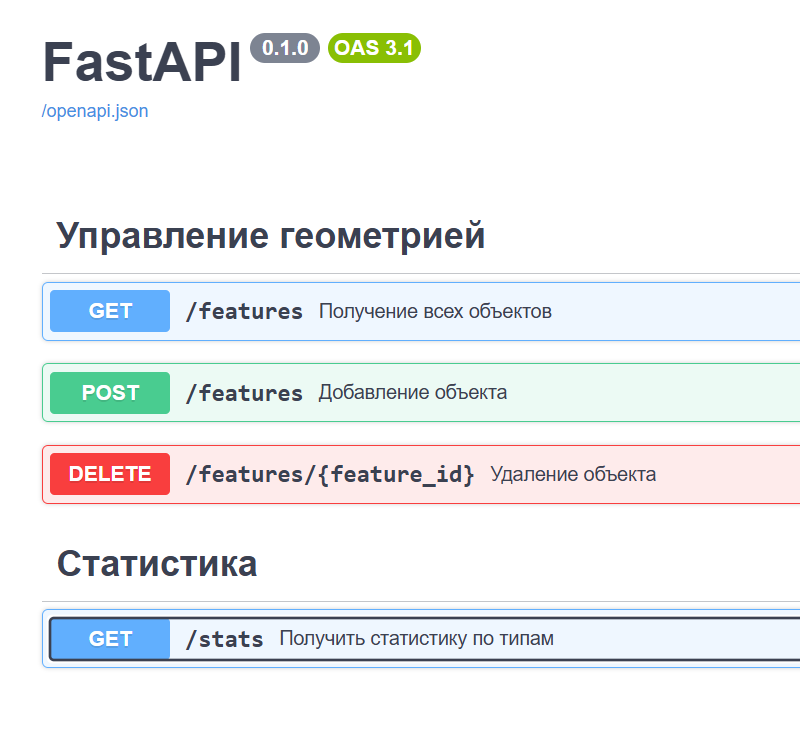 FastAPI 0.1.0 OAS 3.1
/openapi.json
Управление геометрией
GET /features Получение всех объектов
POST /features Добавление объекта
DELETE /features/{feature_id} Удаление объекта
Статистика
GET /stats Получить статистику по типам